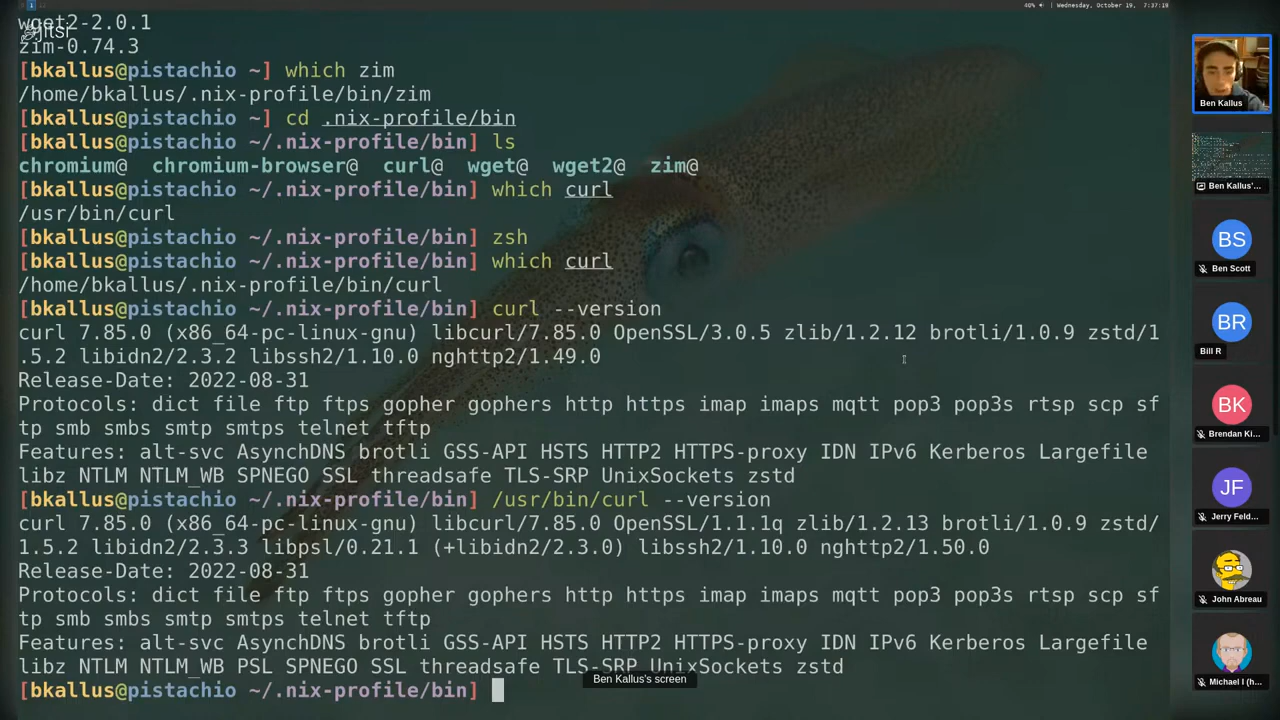 40% | Wednesday, October 19, 7:37:19
wget2-2.0.1
jitsi
zim-0.74.3
[bkallus@pistachio ~] which zim
/home/bkallus/.nix-profile/bin/zim
[bkallus@pistachio ~] cd .nix-profile/bin
[bkallus@pistachio ~/.nix-profile/bin] ls
chromium@ chromium-browser@ curl@ wget@ wget2@ zim@
[bkallus@pistachio ~/.nix-profile/bin] which curl
/usr/bin/curl
[bkallus@pistachio ~/.nix-profile/bin] zsh
[bkallus@pistachio ~/.nix-profile/bin] which curl
/home/bkallus/.nix-profile/bin/curl
[bkallus@pistachio ~/.nix-profile/bin] curl --version
curl 7.85.0 (x86_64-pc-linux-gnu) libcurl/7.85.0 OpenSSL/3.0.5 zlib/1.2.12 brotli/1.0.9 zstd/1
.5.2 libidn2/2.3.2 libssh2/1.10.0 nghttp2/1.49.0
Release-Date: 2022-08-31
Protocols: dict file ftp ftps gopher gophers http https imap imaps mqtt pop3 pop3s rtsp scp sf
tp smb smbs smtp smtps telnet tftp
Features: alt-svc AsynchDNS brotli GSS-API HSTS HTTP2 HTTPS-proxy IDN IPv6 Kerberos Largefile
libz NTLM NTLM_WB SPNEGO SSL threadsafe TLS-SRP UnixSockets zstd
[bkallus@pistachio ~/.nix-profile/bin] /usr/bin/curl --version
curl 7.85.0 (x86_64-pc-linux-gnu) libcurl/7.85.0 OpenSSL/1.1.1q zlib/1.2.13 brotli/1.0.9 zstd/
1.5.2 libidn2/2.3.3 libpsl/0.21.1 (+libidn2/2.3.0) libssh2/1.10.0 nghttp2/1.50.0
Release-Date: 2022-08-31
Protocols: dict file ftp ftps gopher gophers http https imap imaps mqtt pop3 pop3s rtsp scp sf
tp smb smbs smtp smtps telnet tftp
Features: alt-svc AsynchDNS brotli GSS-API HSTS HTTP2 HTTPS-proxy IDN IPv6 Kerberos Largefile
libz NTLM NTLM_WB PSL SPNEGO SSL threadsafe TLS-SRP UnixSockets zstd
Ben Kallus's screen
[bkallus@pistachio ~/.nix-profile/bin]
Ben Kallus
Ben Kallus'...
BS
Ben Scott
BR
Bill R
BK
Brendan Ki...
JF
Jerry Feld...
John Abreau
Michael I (h...